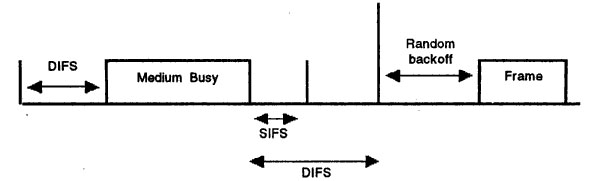 DIFS
Medium Busy
SIFS
DIFS
Random
backoff
Frame